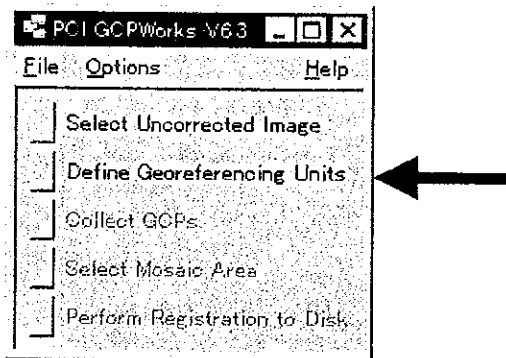 PCI GCPWorks V6.3
File Options Help
Select Uncorrected Image
Define Georeferencing Units
Collect GCPs
Select Mosaic Area
Perform Registration to Disk